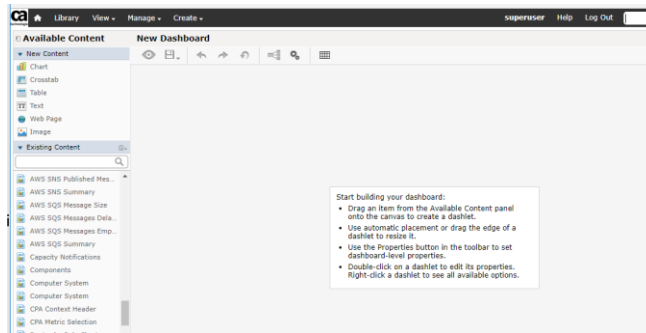 ca
Library View Manage Create superuser Help Log Out
Available Content New Dashboard
New Content
Chart
Crosstab
Table
Text
Web Page
Image
Existing Content
AWS SNS Published Mes...
AWS SNS Summary
AWS SQS Message Size
AWS SQS Messages Dela...
AWS SQS Messages Emp...
AWS SQS Summary
Capacity Notifications
Components
Computer System
Computer System
CPA Context Header
CPA Metric Selection
Start building your dashboard:
• Drag an item from the Available Content panel
onto the canvas to create a dashlet.
• Use automatic placement or drag the edge of a
dashlet to resize it.
• Use the Properties button in the toolbar to set
dashboard-level properties.
• Double-click on a dashlet to edit its properties.
Right-click a dashlet to see all available options.